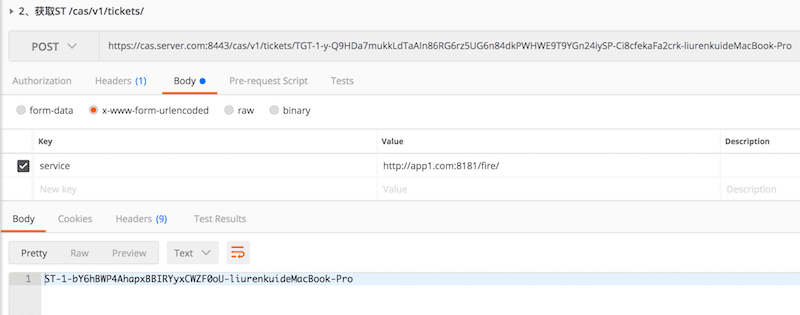 2、获取ST /cas/v1/tickets/
POST https://cas.server.com:8443/cas/v1/tickets/TGT-1-y-Q9HDa7mukkLdTaAIn86RG6rz5UG6n84dkPWHWE9T9YGn24iySP-Ci8cfekaFa2crk-liurenkuideMacBook-Pro
Authorization Headers (1) Body Pre-request Script Tests
form-data x-www-form-urlencoded raw binary
Key Value Description
service http://app1.com:8181/fire/
New key Value Description
Body Cookies Headers (9) Test Results
Pretty Raw Preview Text
1 ST-1-bY6hBWP4AhqpxBBIRYyxCWZF0oU-liurenkuideMacBook-Pro